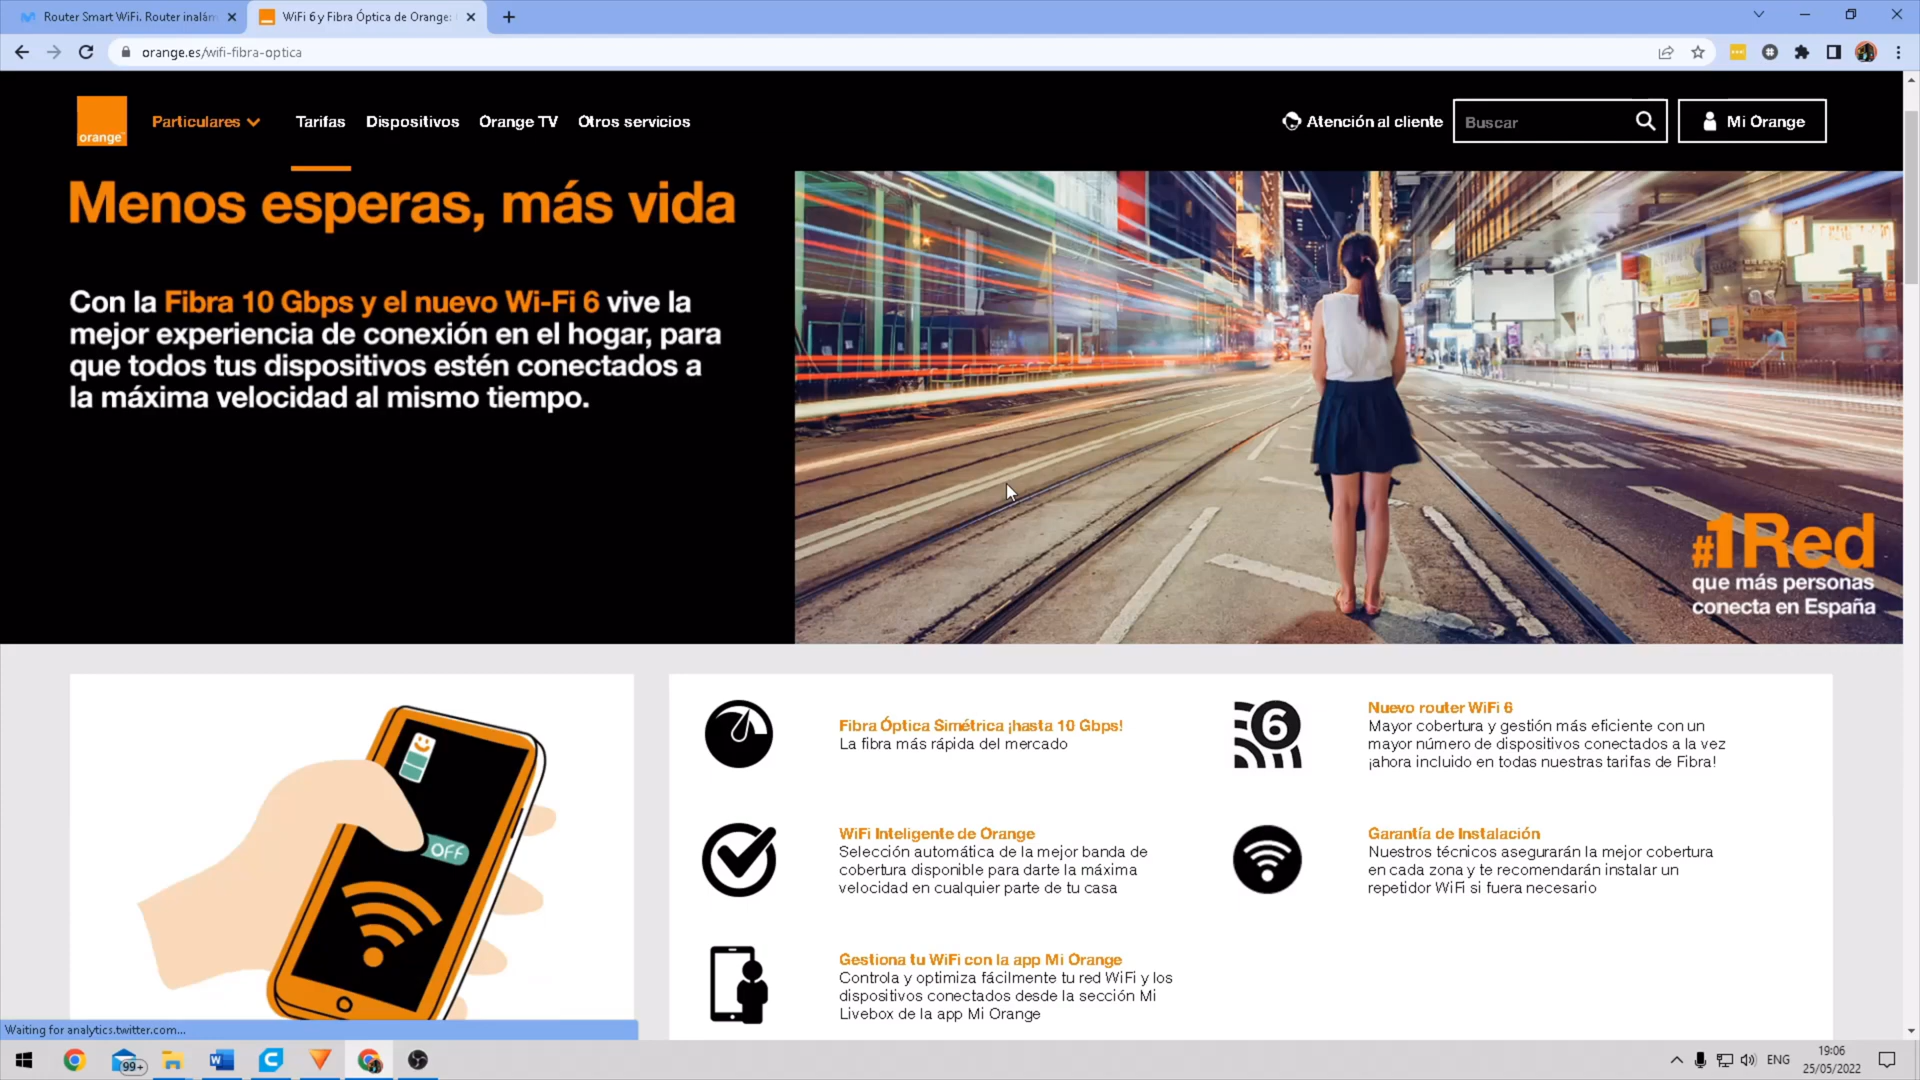 Router Smart WiFi. Router inalám
WiFi 6 y Fibra Óptica de Orange:
orange.es/wifi-fibra-optica
orange
Particulares
Tarifas
Dispositivos
Orange TV
Otros servicios
Atención al cliente
Buscar
Mi Orange
Menos esperas, más vida
Con la Fibra 10 Gbps y el nuevo Wi-Fi 6 vive la
mejor experiencia de conexión en el hogar, para
que todos tus dispositivos estén conectados a
la máxima velocidad al mismo tiempo.
#1Red
que más personas
conecta en España
OFF
Fibra Óptica Simétrica ¡hasta 10 Gbps!
La fibra más rápida del mercado
6
Nuevo router WiFi 6
Mayor cobertura y gestión más eficiente con un
mayor número de dispositivos conectados a la vez
¡ahora incluido en todas nuestras tarifas de Fibra!
WiFi Inteligente de Orange
Selección automática de la mejor banda de
cobertura disponible para darte la máxima
velocidad en cualquier parte de tu casa
Garantía de Instalación
Nuestros técnicos asegurarán la mejor cobertura
en cada zona y te recomendarán instalar un
repetidor WiFi si fuera necesario
Gestiona tu WiFi con la app Mi Orange
Controla y optimiza fácilmente tu red WiFi y los
dispositivos conectados desde la sección Mi
Livebox de la app Mi Orange
Waiting for analytics.twitter.com...
99+
ENG
19:06
25/05/2022